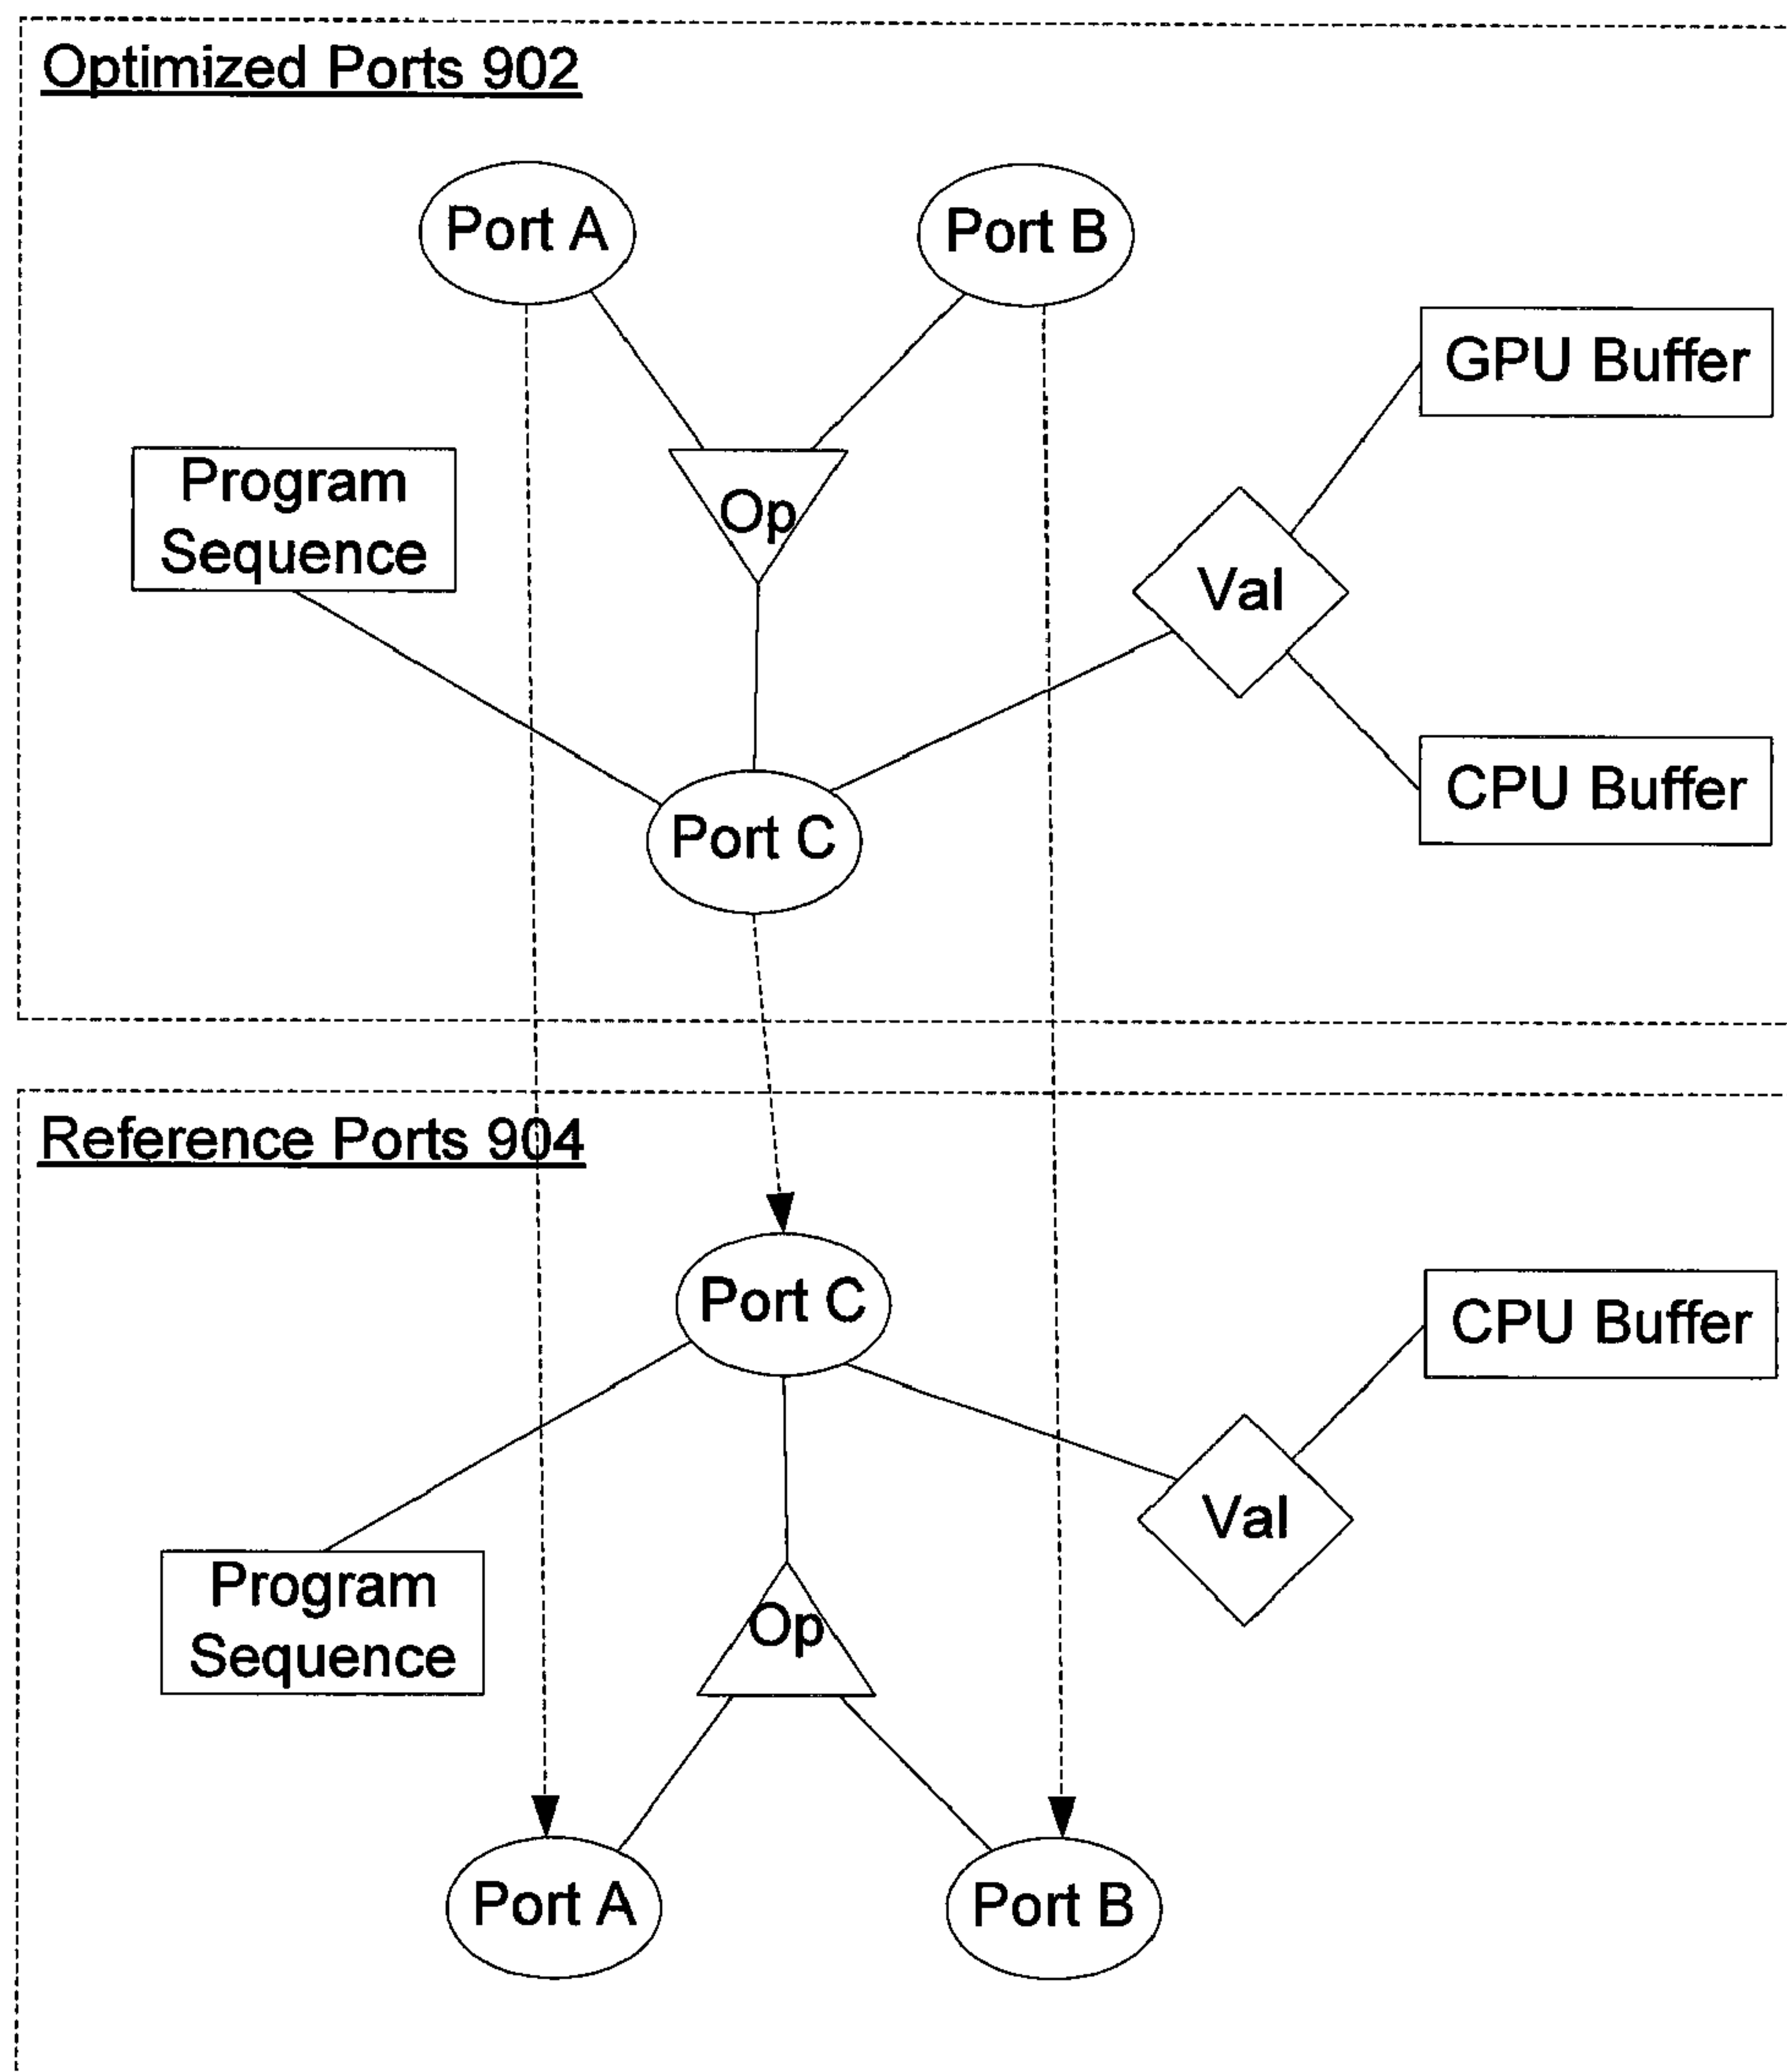 Optimized Ports 902
Port A
Port B
GPU Buffer
Program
Sequence
Op
Val
CPU Buffer
Port C
Reference Ports 904
Port C
CPU Buffer
Val
Program
Sequence
Op
Port A
Port B